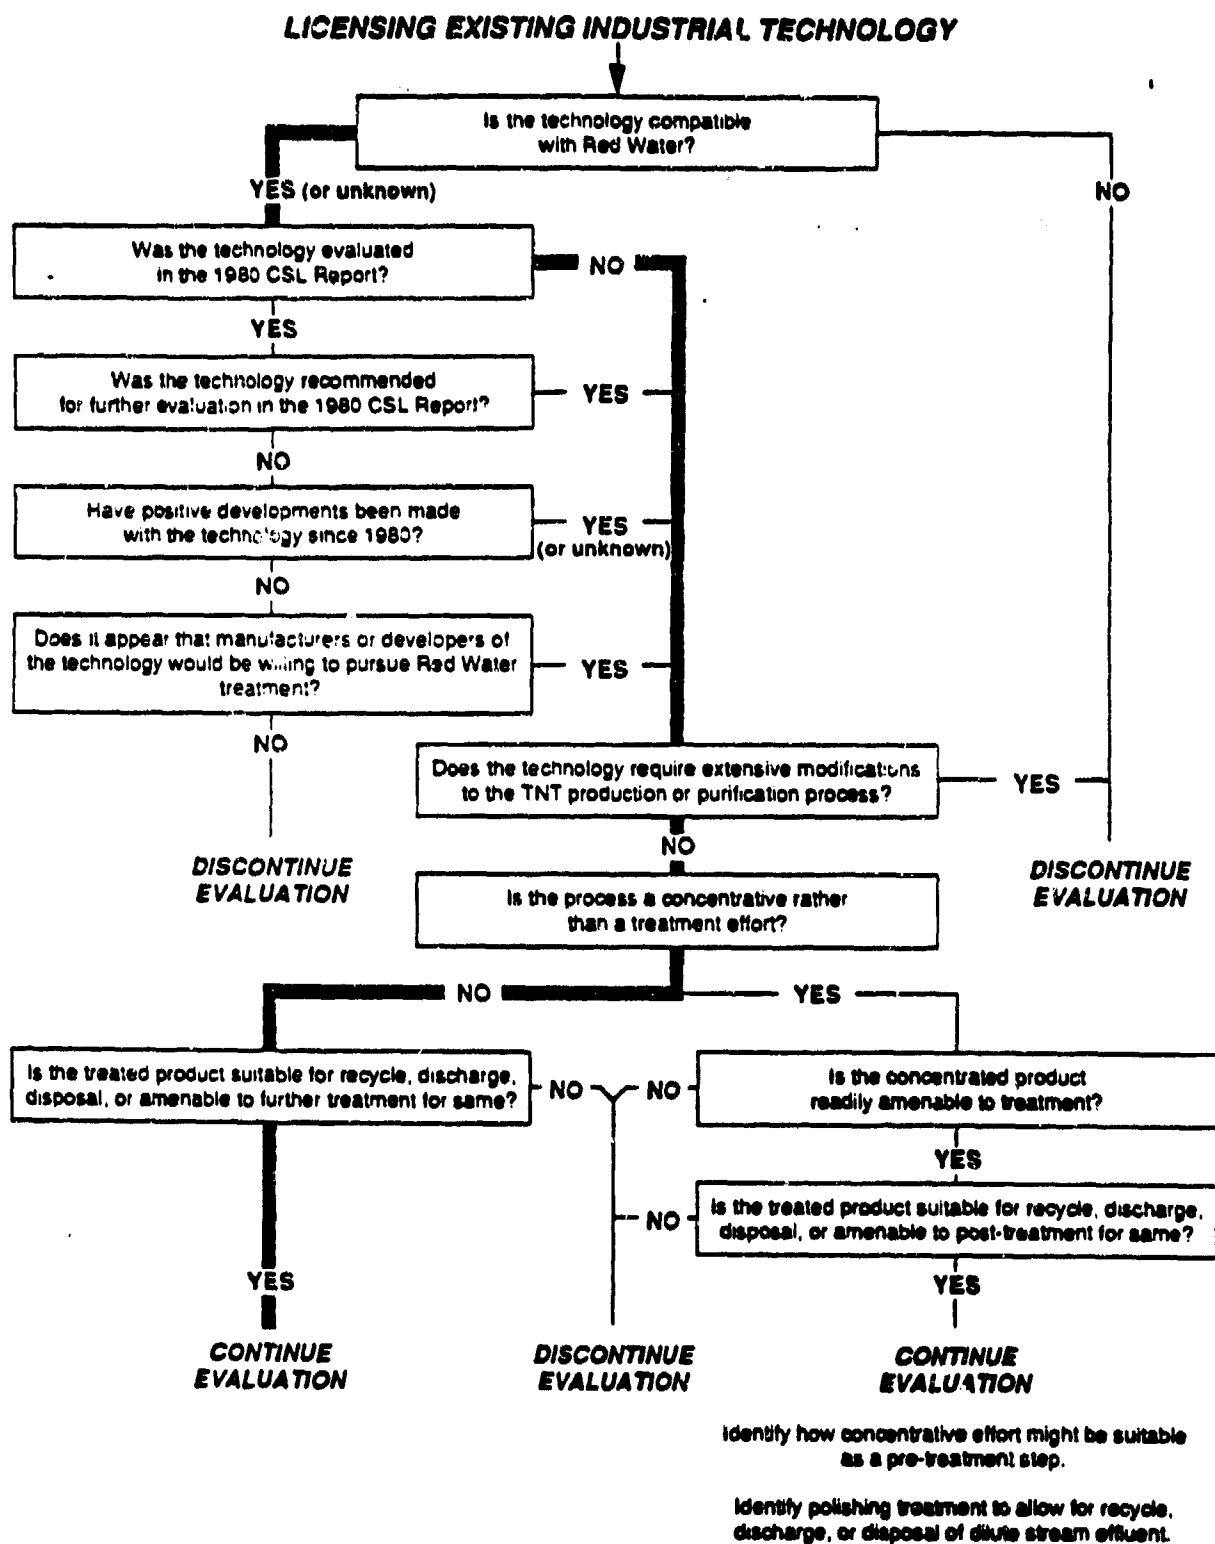 LICENSING EXISTING INDUSTRIAL TECHNOLOGY
Is the technology compatible
with Red Water?
YES (or unknown)
NO
Was the technology evaluated
in the 1980 CSL Report?
NO
YES
Was the technology recommended
for further evaluation in the 1980 CSL Report?
YES
NO
Have positive developments been made
with the technology since 1980?
YES
(or unknown)
NO
Does it appear that manufacturers or developers of
the technology would be willing to pursue Red Water
treatment?
YES
NO
Does the technology require extensive modifications
to the TNT production or purification process?
YES
NO
DISCONTINUE
EVALUATION
DISCONTINUE
EVALUATION
Is the process a concentrative rather
than a treatment effort?
NO
YES
Is the treated product suitable for recycle, discharge,
disposal, or amenable to further treatment for same?
NO
NO
Is the concentrated product
readily amenable to treatment?
YES
NO
Is the treated product suitable for recycle, discharge,
disposal, or amenable to post-treatment for same?
YES
YES
CONTINUE
EVALUATION
DISCONTINUE
EVALUATION
CONTINUE
EVALUATION
Identify how concentrative effort might be suitable
as a pre-treatment step.
Identify polishing treatment to allow for recycle,
discharge, or disposal of dilute stream effluent.